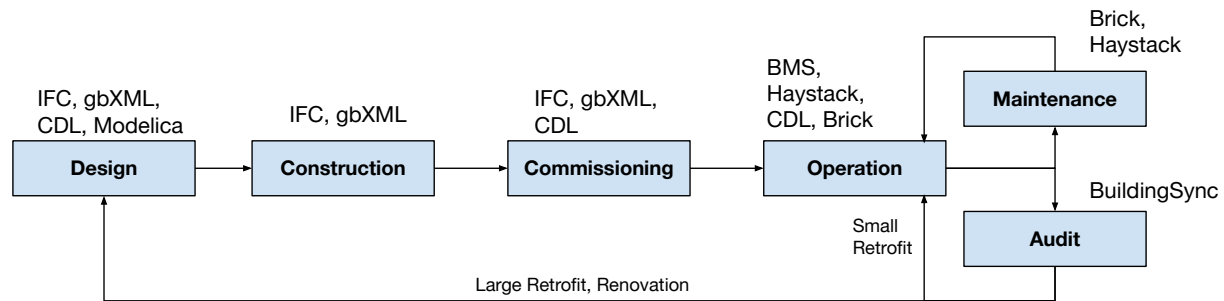 IFC, gbXML,
CDL, Modelica
Design
IFC, gbXML
Construction
IFC, gbXML,
CDL
Commissioning
BMS,
Haystack,
CDL, Brick
Operation
Brick,
Haystack
Maintenance
BuildingSync
Audit
Small
Retrofit
Large Retrofit, Renovation